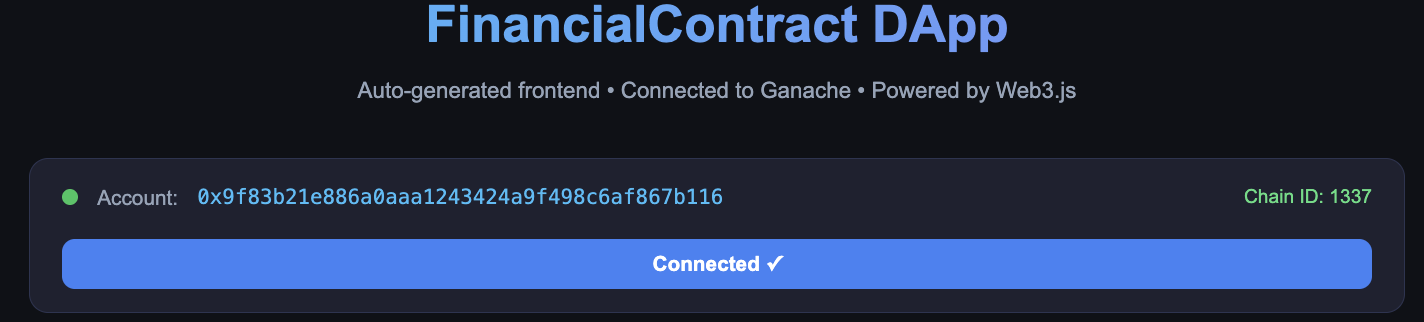 FinancialContract DApp
Auto-generated frontend • Connected to Ganache • Powered by Web3.js
Account: 0x9f83b21e886a0aaa1243424a9f498c6af867b116 Chain ID: 1337
Connected ✓